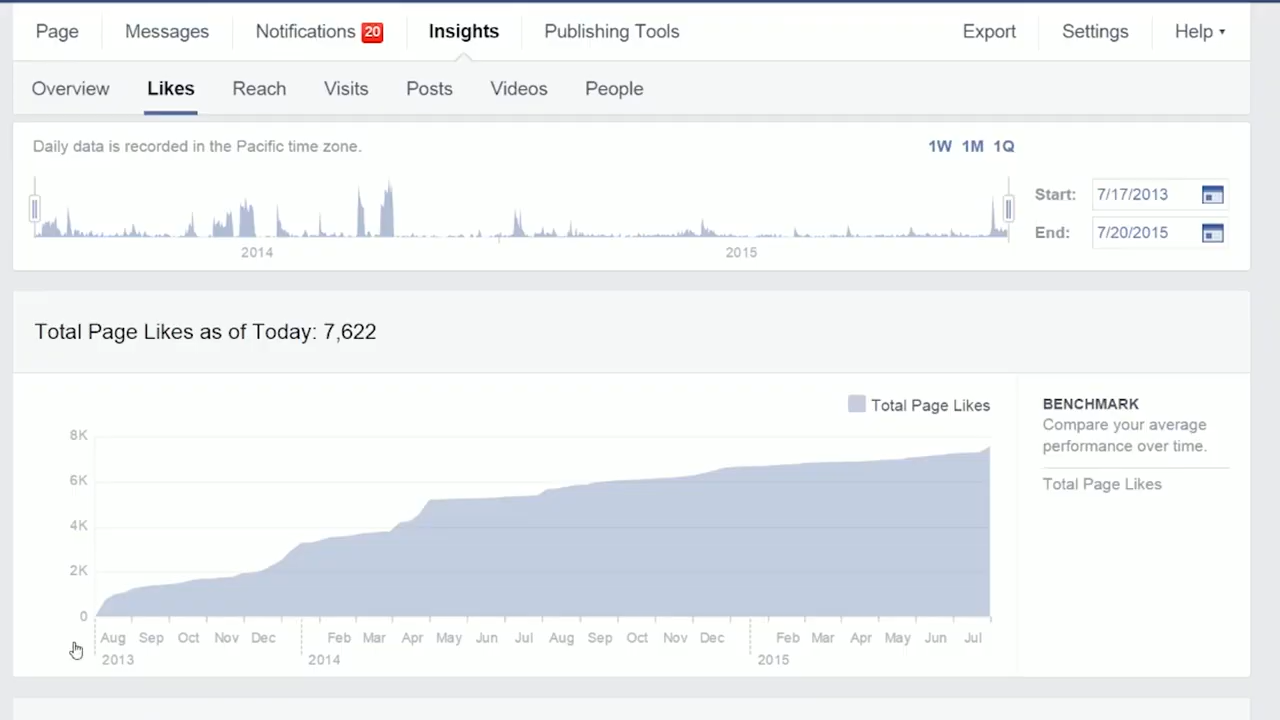 Page Messages Notifications 20 Insights Publishing Tools Export Settings Help
Overview Likes Reach Visits Posts Videos People
Daily data is recorded in the Pacific time zone. 1W 1M 1Q
Start: 7/17/2013
End: 7/20/2015
2014 2015
Total Page Likes as of Today: 7,622
Total Page Likes
BENCHMARK
Compare your average
performance over time.
Total Page Likes
8K
6K
4K
2K
0
Aug Sep Oct Nov Dec Feb Mar Apr May Jun Jul Aug Sep Oct Nov Dec Feb Mar Apr May Jun Jul
2013 2014 2015